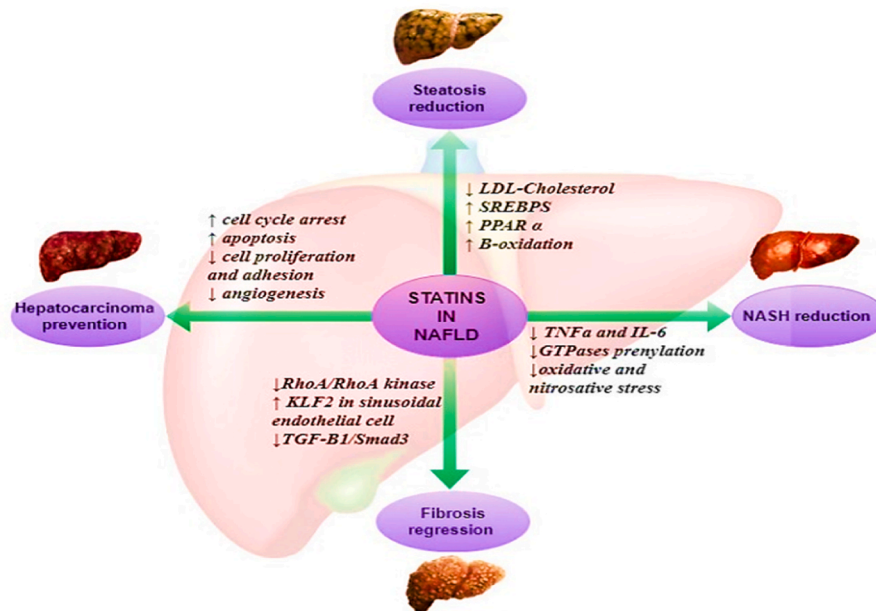 Steatosis
reduction
↓ LDL-Cholesterol
↑ SREBPS
↑ PPAR α
↑ B-oxidation
↑ cell cycle arrest
↑ apoptosis
↓ cell proliferation
and adhesion
↓ angiogenesis
Hepatocarcinoma
prevention
STATINS
IN
NAFLD
NASH reduction
↓ TNFa and IL-6
↓GTPases prenylation
↓oxidative and
nitrosative stress
↓RhoA/RhoA kinase
↑ KLF2 in sinusoidal
endothelial cell
↓TGF-B1/Smad3
Fibrosis
regression